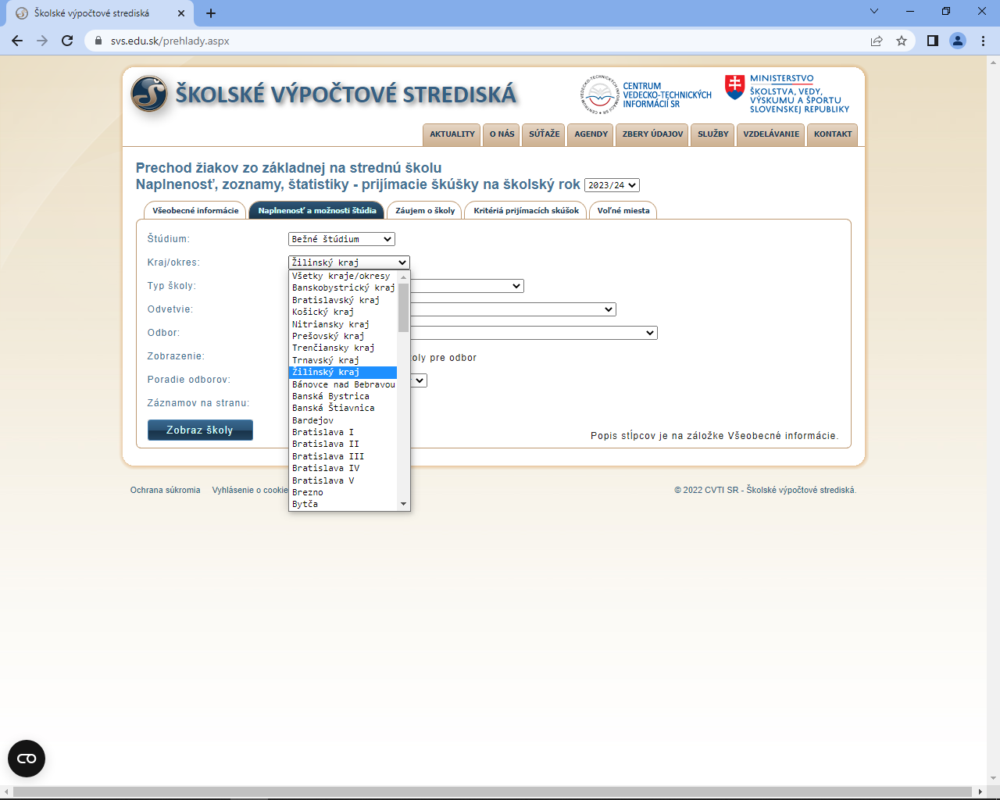 Školské výpočtové strediská
svs.edu.sk/prehlady.aspx
ŠKOLSKÉ VÝPOČTOVÉ STREDISKÁ
CENTRUM
VEDECKO-TECHNICKÝCH
INFORMÁCIÍ SR
MINISTERSTVO
ŠKOLSTVA, VEDY,
VÝSKUMU A ŠPORTU
SLOVENSKEJ REPUBLIKY
AKTUALITY
O NÁS
SÚŤAŽE
AGENDY
ZBERY ÚDAJOV
SLUŽBY
VZDELÁVANIE
KONTAKT
Prechod žiakov zo základnej na strednú školu
Naplnenosť, zoznamy, štatistiky - prijímacie škúšky na školský rok 2023/24
Všeobecné informácie
Naplnenosť a možnosti štúdia
Záujem o školy
Kritériá prijímacích skúšok
Voľné miesta
Štúdium: Bežné štúdium
Kraj/okres: Žilinský kraj
Typ školy:
Odvetvie:
Odbor:
Zobrazenie: oly pre odbor
Poradie odborov:
Záznamov na stranu:
Všetky kraje/okresy
Banskobystrický kraj
Bratislavský kraj
Košický kraj
Nitriansky kraj
Prešovský kraj
Trenčiansky kraj
Trnavský kraj
Žilinský kraj
Bánovce nad Bebravou
Banská Bystrica
Banská Štiavnica
Bardejov
Bratislava I
Bratislava II
Bratislava III
Bratislava IV
Bratislava V
Brezno
Bytča
Zobraz školy
Popis stĺpcov je na záložke Všeobecné informácie.
Ochrana súkromia
Vyhlásenie o cookie
© 2022 CVTI SR - Školské výpočtové strediská.